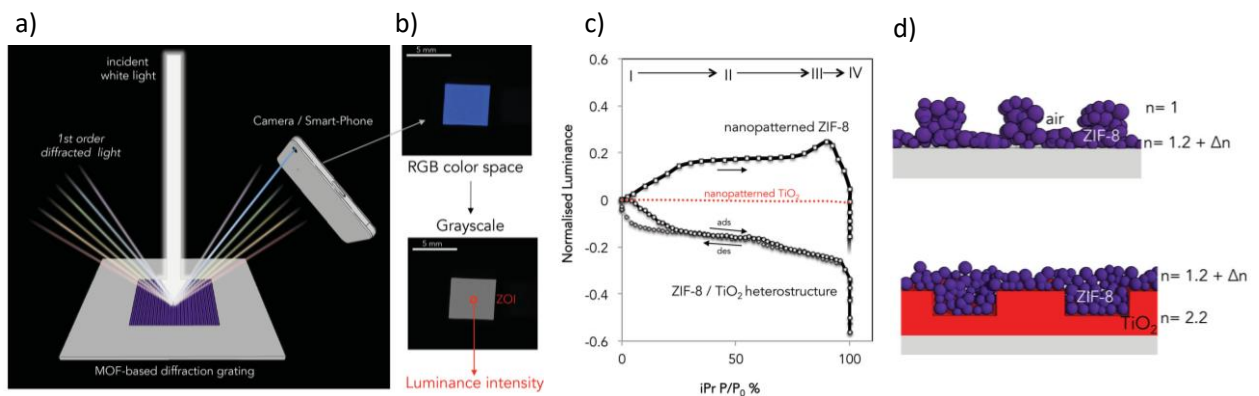 a)
incident
white light
1st order
diffracted light
Camera / Smart-Phone
MOF-based diffraction grating
b)
5 mm
RGB color space
Grayscale
5 mm
ZOI
Luminance intensity
c)
Normalised Luminance
0.6
0.4
0.2
0
-0.2
-0.4
-0.6
I
II
III
IV
nanopatterned ZIF-8
nanopatterned TiO₂
ads
des
ZIF-8 / TiO₂ heterostructure
0
50
100
iPr P/P₀ %
d)
n= 1
air
ZIF-8
n= 1.2 + Δn
n= 1.2 + Δn
ZIF-8
TiO₂
n= 2.2